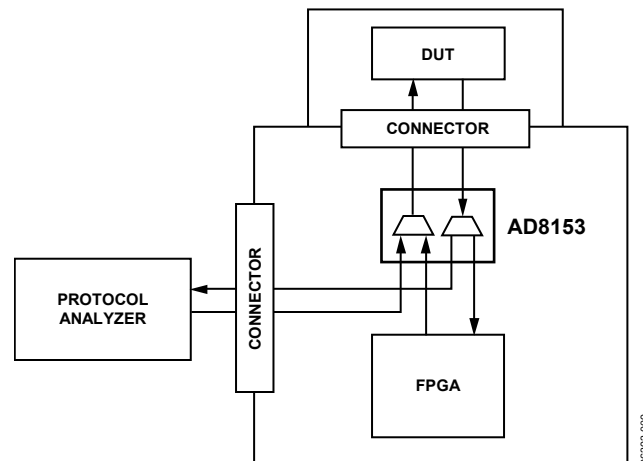 DUT
CONNECTOR
AD8153
CONNECTOR
PROTOCOL
ANALYZER
FPGA